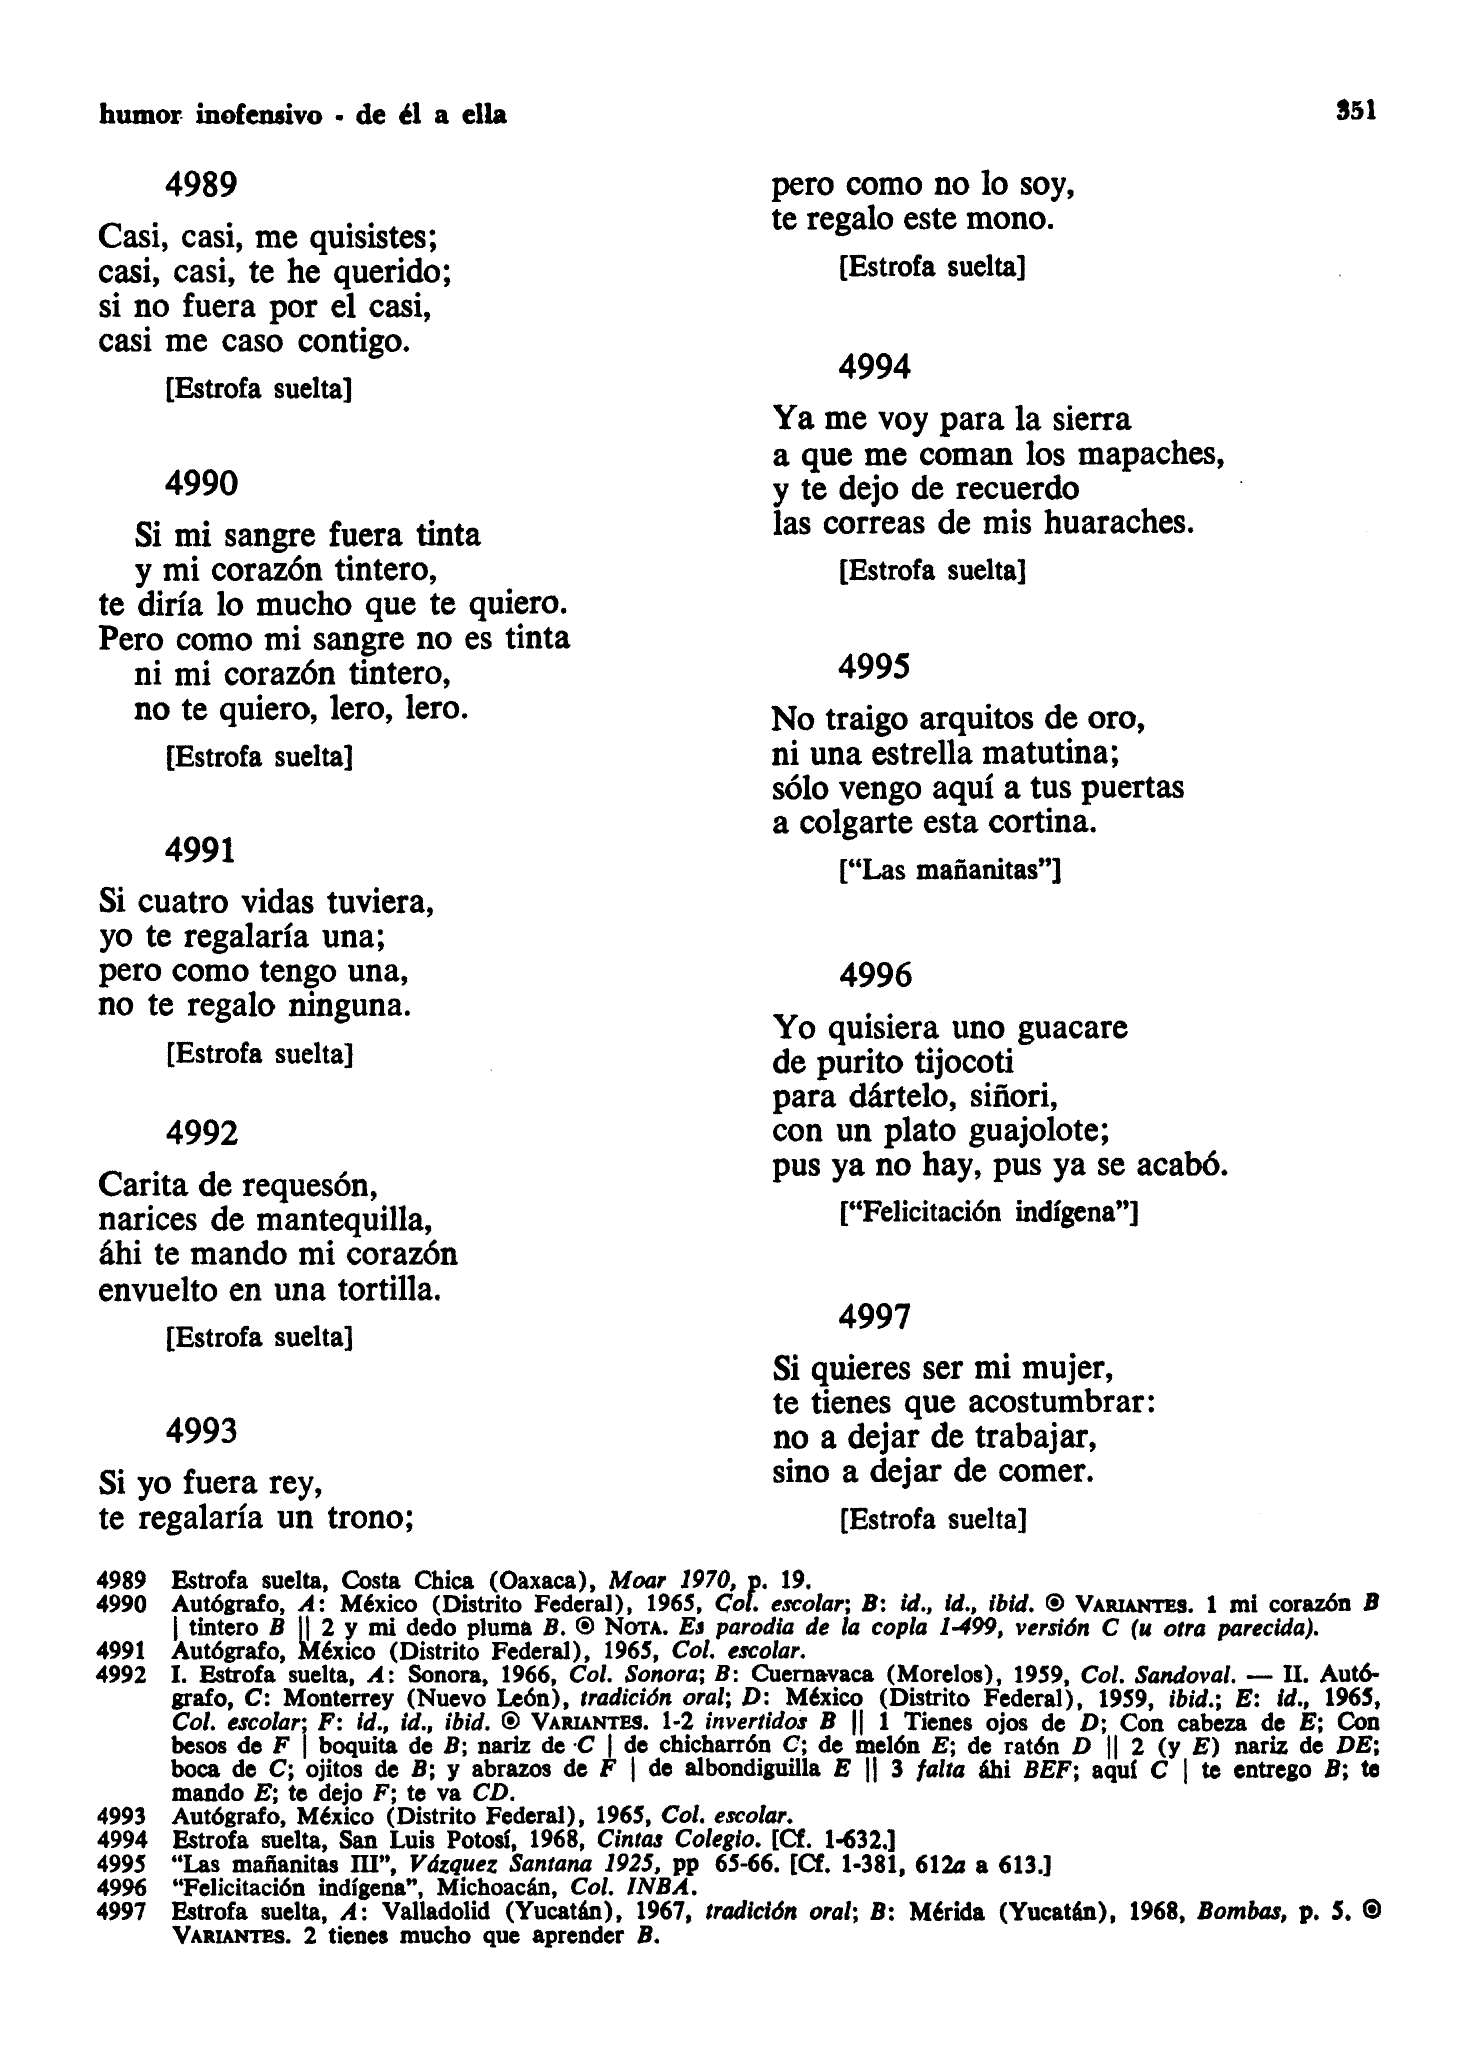 humor inofensivo - de él a ella
351
4989
Casi, casi, me quisistes;
casi, casi, te he querido;
si no fuera por el casi,
casi me caso contigo.
[Estrofa suelta]
4990
Si mi sangre fuera tinta
y mi corazón tintero,
te diría lo mucho que te quiero.
Pero como mi sangre no es tinta
ni mi corazón tintero,
no te quiero, lero, lero.
[Estrofa suelta]
4991
Si cuatro vidas tuviera,
yo te regalaría una;
pero como tengo una,
no te regalo ninguna.
[Estrofa suelta]
4992
Carita de requesón,
narices de mantequilla,
áhi te mando mi corazón
envuelto en una tortilla.
[Estrofa suelta]
4993
Si yo fuera rey,
te regalaría un trono;
pero como no lo soy,
te regalo este mono.
[Estrofa suelta]
4994
Ya me voy para la sierra
a que me coman los mapaches,
y te dejo de recuerdo
las correas de mis huaraches.
[Estrofa suelta]
4995
No traigo arquitos de oro,
ni una estrella matutina;
sólo vengo aquí a tus puertas
a colgarte esta cortina.
["Las mañanitas"]
4996
Yo quisiera uno guacare
de purito tijocoti
para dártelo, siñori,
con un plato guajolote;
pus ya no hay, pus ya se acabó.
["Felicitación indígena"]
4997
Si quieres ser mi mujer,
te tienes que acostumbrar:
no a dejar de trabajar,
sino a dejar de comer.
[Estrofa suelta]
4989 Estrofa suelta, Costa Chica (Oaxaca), Moar 1970, p. 19.
4990 Autógrafo, A: México (Distrito Federal), 1965, Col. escolar; B: id., id., ibid. ⊙ VARIANTES. 1 mi corazón B
| tintero B || 2 y mi dedo pluma B. ⊙ NOTA. Es parodia de la copla 1-499, versión C (u otra parecida).
4991 Autógrafo, México (Distrito Federal), 1965, Col. escolar.
4992 I. Estrofa suelta, A: Sonora, 1966, Col. Sonora; B: Cuernavaca (Morelos), 1959, Col. Sandoval. — II. Autó-
grafo, C: Monterrey (Nuevo León), tradición oral; D: México (Distrito Federal), 1959, ibid.; E: id., 1965,
Col. escolar; F: id., id., ibid. ⊙ VARIANTES. 1-2 invertidos B || 1 Tienes ojos de D; Con cabeza de E; Con
besos de F | boquita de B; nariz de C | de chicharrón C; de melón E; de ratón D || 2 (y E) nariz de DE;
boca de C; ojitos de B; y abrazos de F | de albondiguilla E || 3 falta áhi BEF; aquí C | te entrego B; te
mando E; te dejo F; te va CD.
4993 Autógrafo, México (Distrito Federal), 1965, Col. escolar.
4994 Estrofa suelta, San Luis Potosí, 1968, Cintas Colegio. [Cf. 1-632.]
4995 "Las mañanitas III", Vázquez Santana 1925, pp 65-66. [Cf. 1-381, 612a a 613.]
4996 "Felicitación indígena", Michoacán, Col. INBA.
4997 Estrofa suelta, A: Valladolid (Yucatán), 1967, tradición oral; B: Mérida (Yucatán), 1968, Bombas, p. 5. ⊙
VARIANTES. 2 tienes mucho que aprender B.